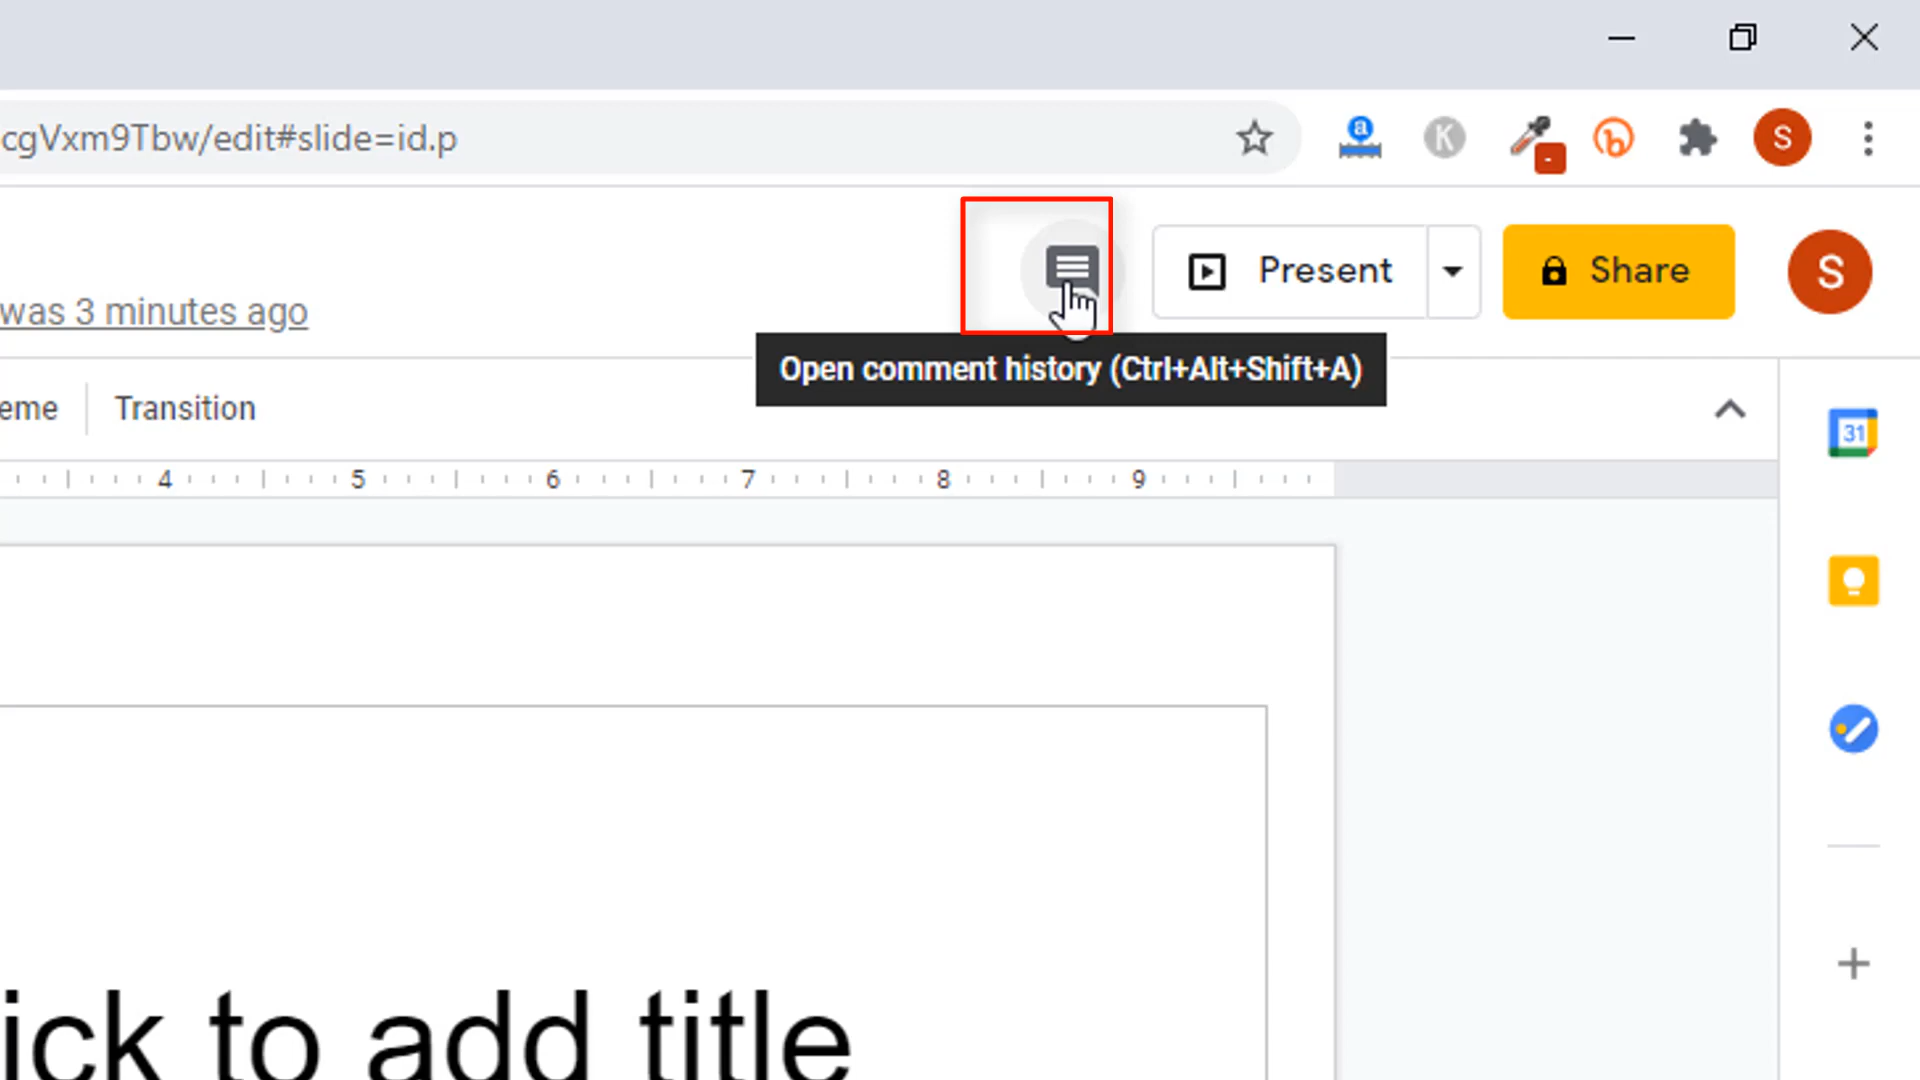 cgVxm9Tbw/edit#slide=id.p
a
K
-
b
S
was 3 minutes ago
Present
Share
S
Open comment history (Ctrl+Alt+Shift+A)
eme
Transition
31
4 5 6 7 8 9
ick to add title